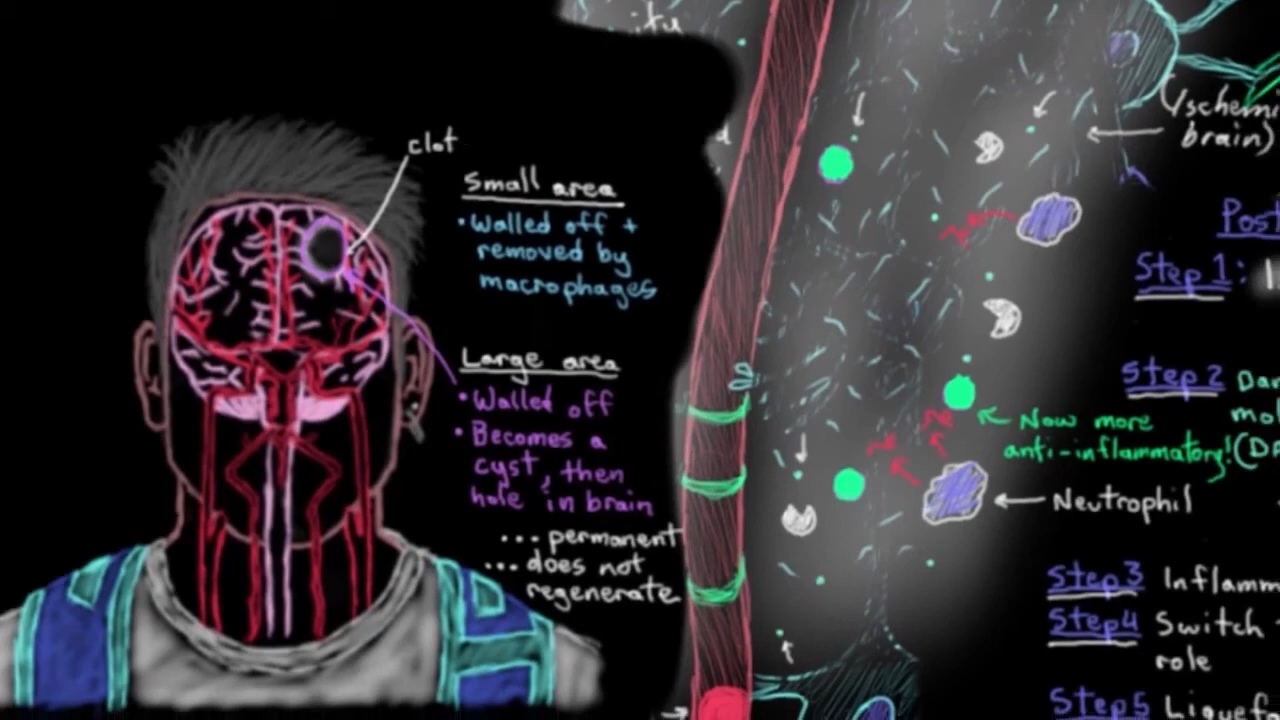 clot
Small area
• Walled off +
removed by
macrophages
Large area
• Walled off
• Becomes a
cyst, then
hole in brain
... permanent
... does not
regenerate
brain)
Step 1:
Step 2
Now more
anti-inflammatory!
Neutrophil
Step 3
Step 4 Switch
role
Step 5